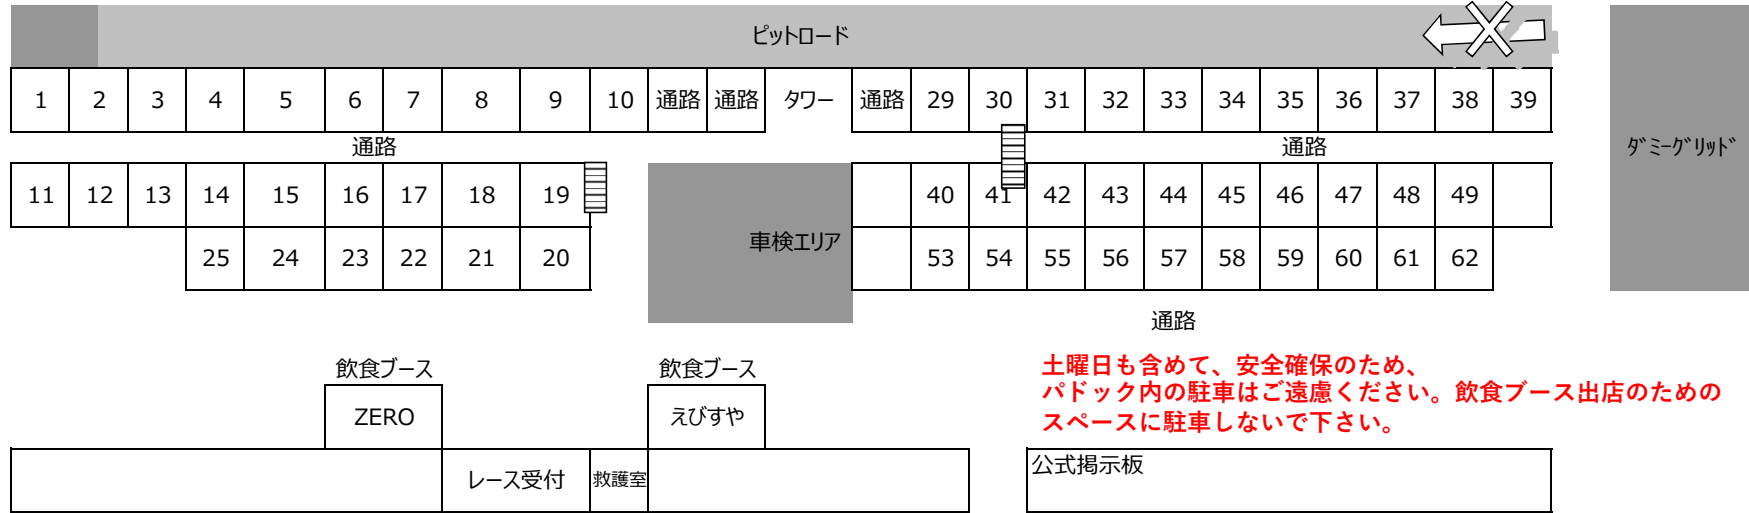 ピットロード
1 2 3 4 5 6 7 8 9 10 通路 通路 タワー 通路 29 30 31 32 33 34 35 36 37 38 39
通路 通路
ダミーグリッド
11 12 13 14 15 16 17 18 19 40 41 42 43 44 45 46 47 48 49
車検エリア
25 24 23 22 21 20 53 54 55 56 57 58 59 60 61 62
通路
飲食ブース 飲食ブース
土曜日も含めて、安全確保のため、
パドック内の駐車はご遠慮ください。飲食ブース出店のための
スペースに駐車しないで下さい。
ZERO えびすや
レース受付 救護室 公式掲示板